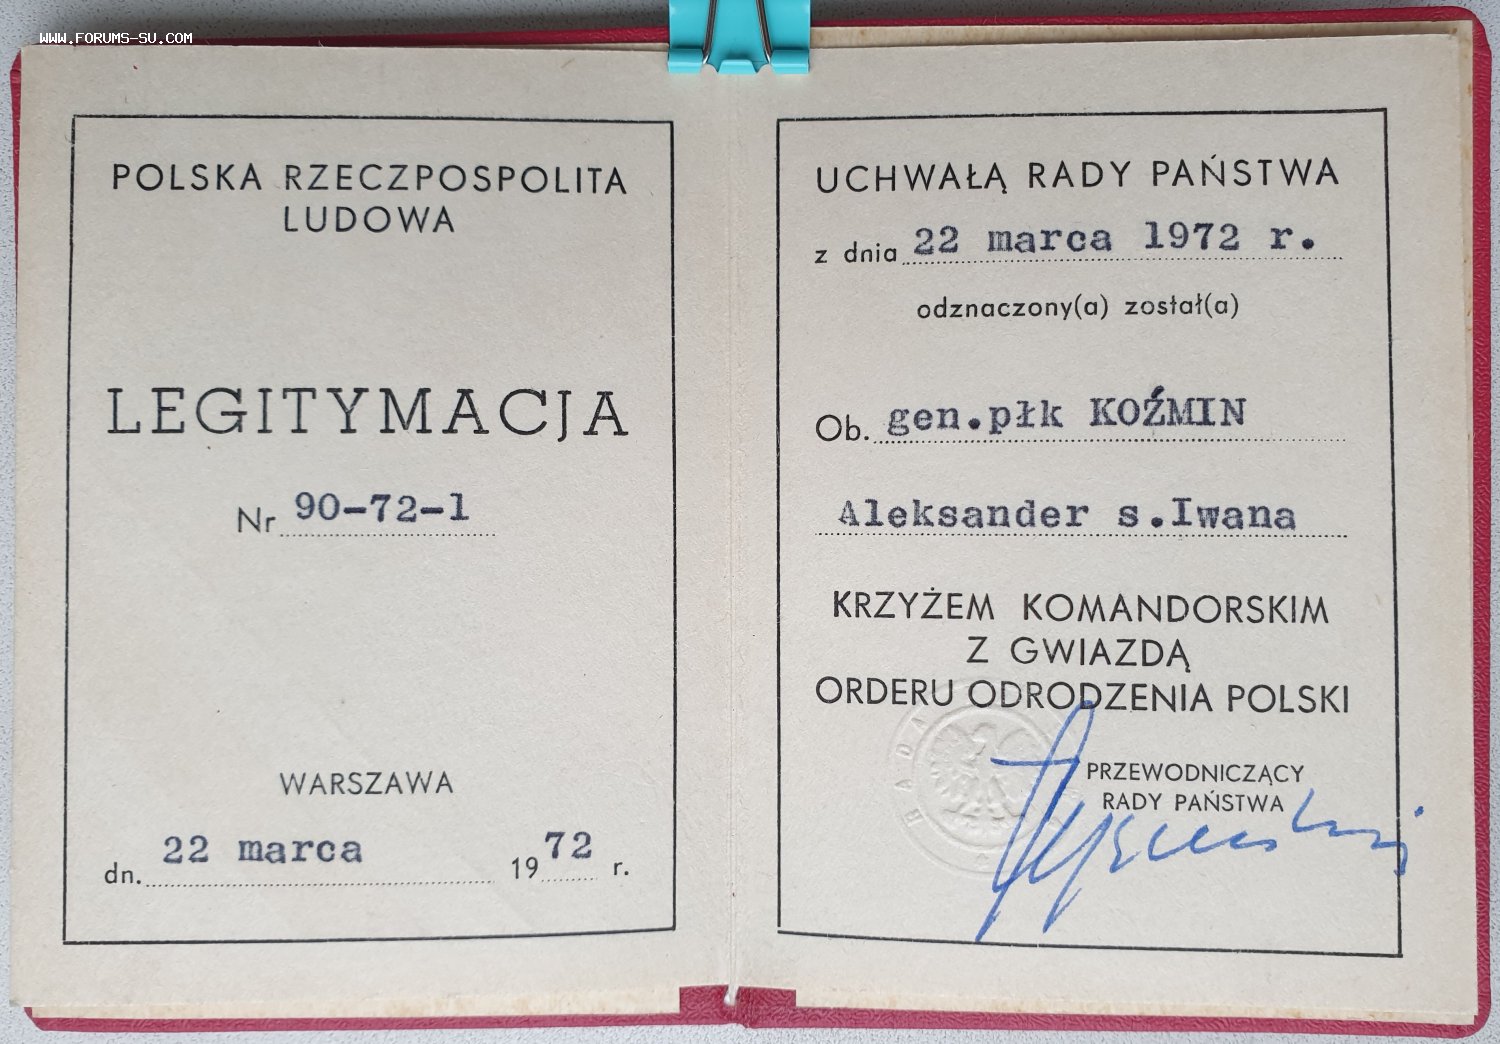 WWW.FORUMS-SU.COM
POLSKA RZECZPOSPOLITA
LUDOWA
LEGITYMACJA
Nr 90-72-1
WARSZAWA
dn. 22 marca 1972 r.
UCHWAŁĄ RADY PAŃSTWA
z dnia 22 marca 1972 r.
odznaczony(a) został(a)
Ob. gen.płk KOŹMIN
Aleksander s.Iwana
KRZYŻEM KOMANDORSKIM
Z GWIAZDĄ
ORDERU ODRODZENIA POLSKI
RADA
PRZEWODNICZĄCY
RADY PAŃSTWA